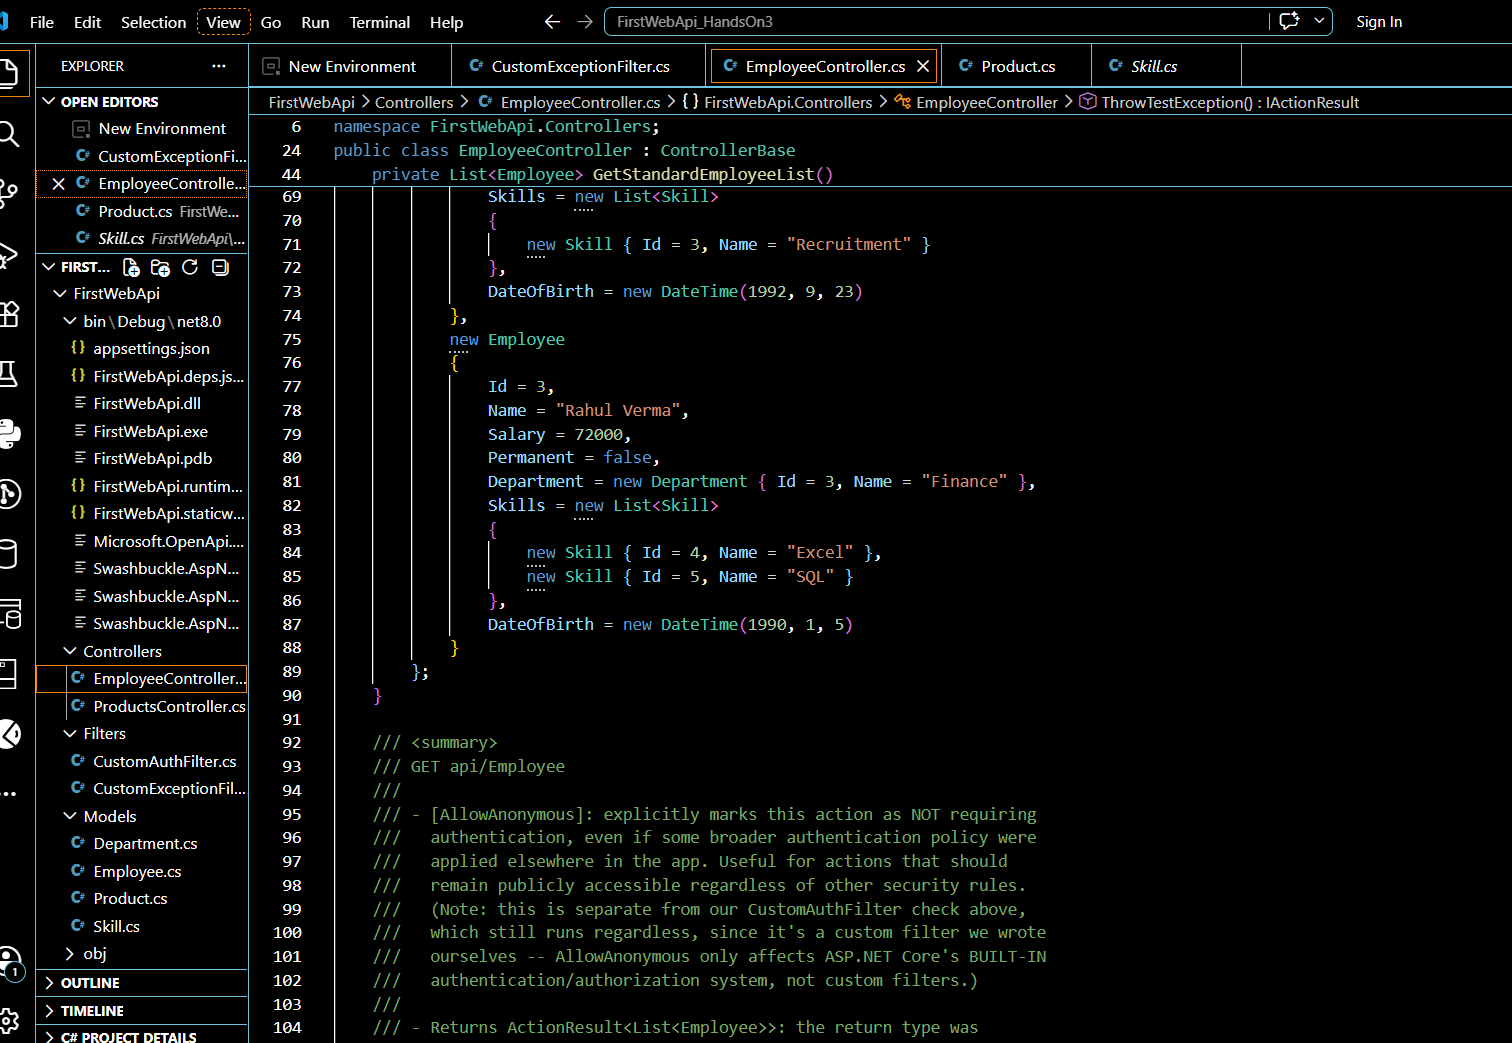 File Edit Selection View Go Run Terminal Help
FirstWebApi_HandsOn3
Sign In
EXPLORER
New Environment
C# CustomExceptionFilter.cs
C# EmployeeController.cs
C# Product.cs
C# Skill.cs
OPEN EDITORS
New Environment
C# CustomExceptionFi...
C# EmployeeControlle...
C# Product.cs FirstWe...
C# Skill.cs FirstWebApi\...
FIRST...
FirstWebApi
bin\Debug\net8.0
{} appsettings.json
{} FirstWebApi.deps.js...
FirstWebApi.dll
FirstWebApi.exe
FirstWebApi.pdb
{} FirstWebApi.runtim...
{} FirstWebApi.staticw...
Microsoft.OpenApi....
Swashbuckle.AspN...
Swashbuckle.AspN...
Swashbuckle.AspN...
Controllers
C# EmployeeController...
C# ProductsController.cs
Filters
C# CustomAuthFilter.cs
C# CustomExceptionFil...
Models
C# Department.cs
C# Employee.cs
C# Product.cs
C# Skill.cs
obj
OUTLINE
TIMELINE
C# PROJECT DETAILS
1
FirstWebApi > Controllers > C# EmployeeController.cs > {} FirstWebApi.Controllers > EmployeeController > ThrowTestException() : IActionResult
6 namespace FirstWebApi.Controllers;
24 public class EmployeeController : ControllerBase
44 private List<Employee> GetStandardEmployeeList()
69 Skills = new List<Skill>
70 {
71 new Skill { Id = 3, Name = "Recruitment" }
72 },
73 DateOfBirth = new DateTime(1992, 9, 23)
74 },
75 new Employee
76 {
77 Id = 3,
78 Name = "Rahul Verma",
79 Salary = 72000,
80 Permanent = false,
81 Department = new Department { Id = 3, Name = "Finance" },
82 Skills = new List<Skill>
83 {
84 new Skill { Id = 4, Name = "Excel" },
85 new Skill { Id = 5, Name = "SQL" }
86 },
87 DateOfBirth = new DateTime(1990, 1, 5)
88 }
89 };
90 }
91
92 /// <summary>
93 /// GET api/Employee
94 ///
95 /// - [AllowAnonymous]: explicitly marks this action as NOT requiring
96 /// authentication, even if some broader authentication policy were
97 /// applied elsewhere in the app. Useful for actions that should
98 /// remain publicly accessible regardless of other security rules.
99 /// (Note: this is separate from our CustomAuthFilter check above,
100 /// which still runs regardless, since it's a custom filter we wrote
101 /// ourselves -- AllowAnonymous only affects ASP.NET Core's BUILT-IN
102 /// authentication/authorization system, not custom filters.)
103 ///
104 /// - Returns ActionResult<List<Employee>>: the return type was